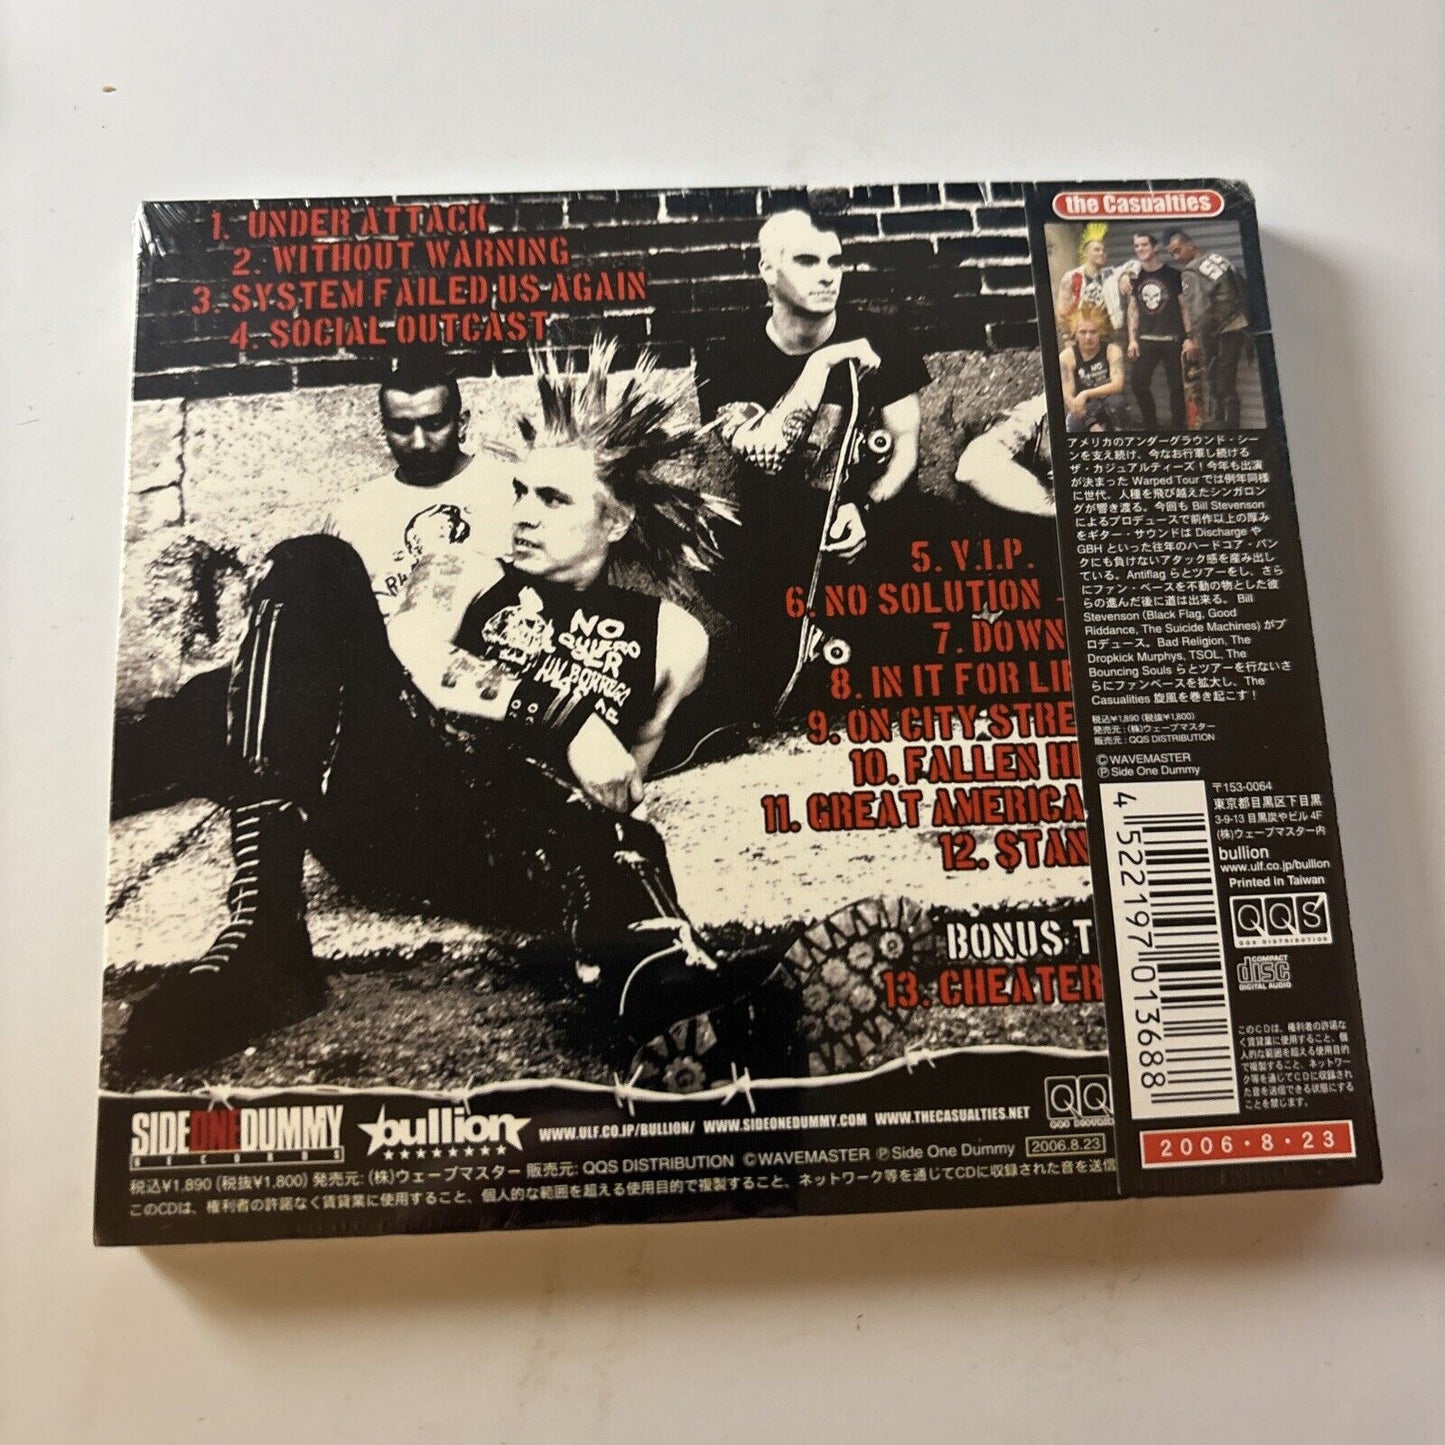 1. UNDER ATTACK
2. WITHOUT WARNING
3. SYSTEM FAILED US AGAIN
4. SOCIAL OUTCAST
NO
QUIERO
SER
5. V.I.P.
6. NO SOLUTION -
7. DOWN
8. IN IT FOR LIF
9. ON CITY STRE
10. FALLEN HE
11. GREAT AMERICA
12. STAN
BONUS T
13. CHEATER
SIDEONEDUMMY
RECORDS
bullion
WWW.ULF.CO.JP/BULLION/ WWW.SIDEONEDUMMY.COM WWW.THECASUALTIES.NET
QQ
税込¥1,890 (税抜¥1,800) 発売元: (株)ウェーブマスター 販売元: QQS DISTRIBUTION ©WAVEMASTER ℗Side One Dummy 2006.8.23
このCDは、権利者の許諾なく賃貸業に使用すること、個人的な範囲を超える使用目的で複製すること、ネットワーク等を通じてCDに収録された音を送信
the Casualties
アメリカのアンダーグラウンド・シー
ンを支え続け、今なお行軍し続ける
ザ・カジュアルティーズ！今年も出演
が決まった Warped Tour では例年同様
に世代、人種を飛び越えたシンガロン
グが響き渡る。今回も Bill Stevenson
によるプロデュースで前作以上の厚み
をギター・サウンドは Discharge や
GBH といった往年のハードコア・パン
クにも負けないアタック感を産み出し
ている。Antiflag らとツアーをし、さら
にファン・ベースを不動の物とした彼
らの進んだ後に道は出来る。 Bill
Stevenson (Black Flag, Good
Riddance, The Suicide Machines) がプ
ロデュース。Bad Religion, The
Dropkick Murphys, TSOL, The
Bouncing Souls らとツアーを行ないさ
らにファンベースを拡大し、The
Casualities 旋風を巻き起こす！
税込¥1,890 (税抜¥1,800)
発売元：(株)ウェーブマスター
販売元：QQS DISTRIBUTION
©WAVEMASTER
℗Side One Dummy
4 522197 013688
〒153-0064
東京都目黒区下目黒
3-9-13 目黒炭やビル 4F
(株)ウェーブマスター内
bullion
www.ulf.co.jp/bullion
Printed in Taiwan
QQS
QQS DISTRIBUTION
COMPACT
disc
DIGITAL AUDIO
このCDは、権利者の許諾な
く賃貸業に使用すること、個
人的な範囲を超える使用目的
で複製すること、ネットワー
ク等を通じてCDに収録され
た音を送信できる状態にする
ことを禁じます。
2006・8・23